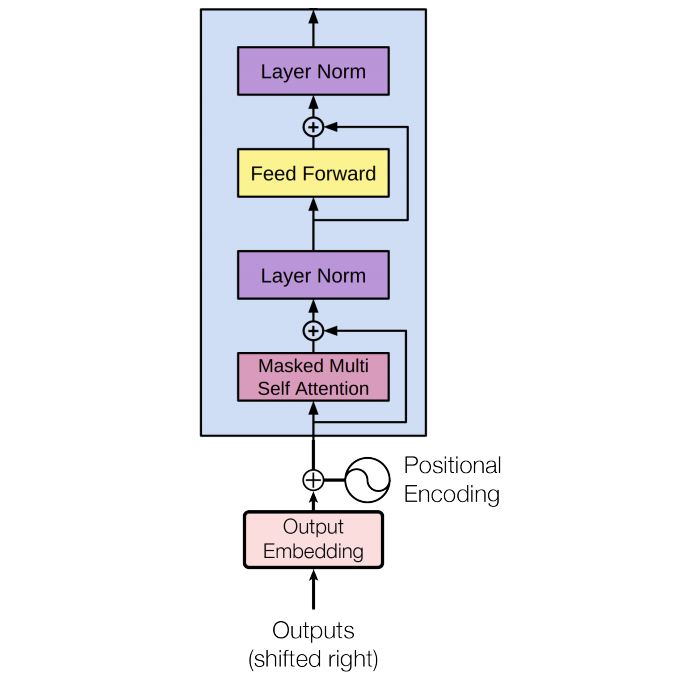 Layer Norm
Feed Forward
Layer Norm
Masked Multi
Self Attention
Positional
Encoding
Output
Embedding
Outputs
(shifted right)